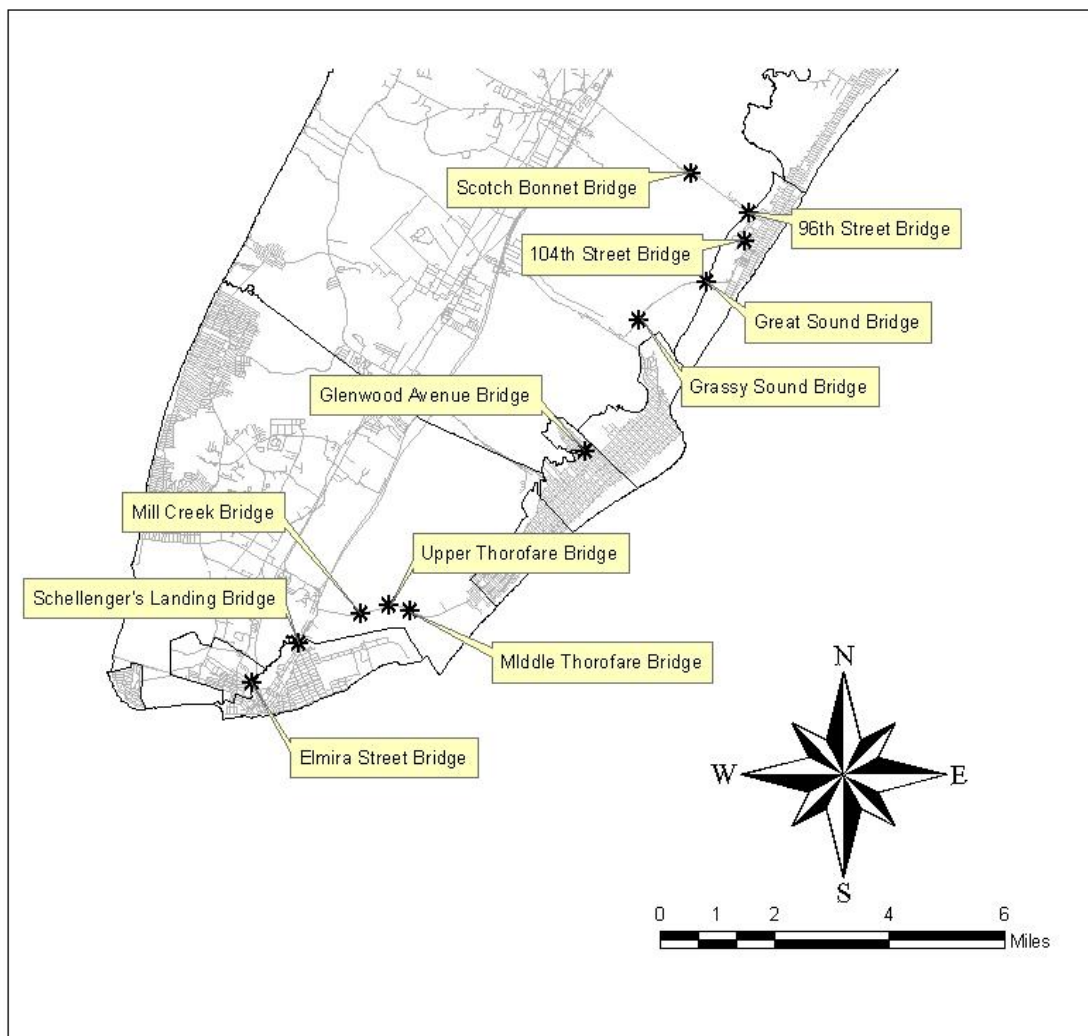 Scotch Bonnet Bridge
96th Street Bridge
104th Street Bridge
Great Sound Bridge
Grassy Sound Bridge
Glenwood Avenue Bridge
Mill Creek Bridge
Upper Thorofare Bridge
Schellenger's Landing Bridge
MIddle Thorofare Bridge
Elmira Street Bridge
N
W E
S
0 1 2 4 6
Miles